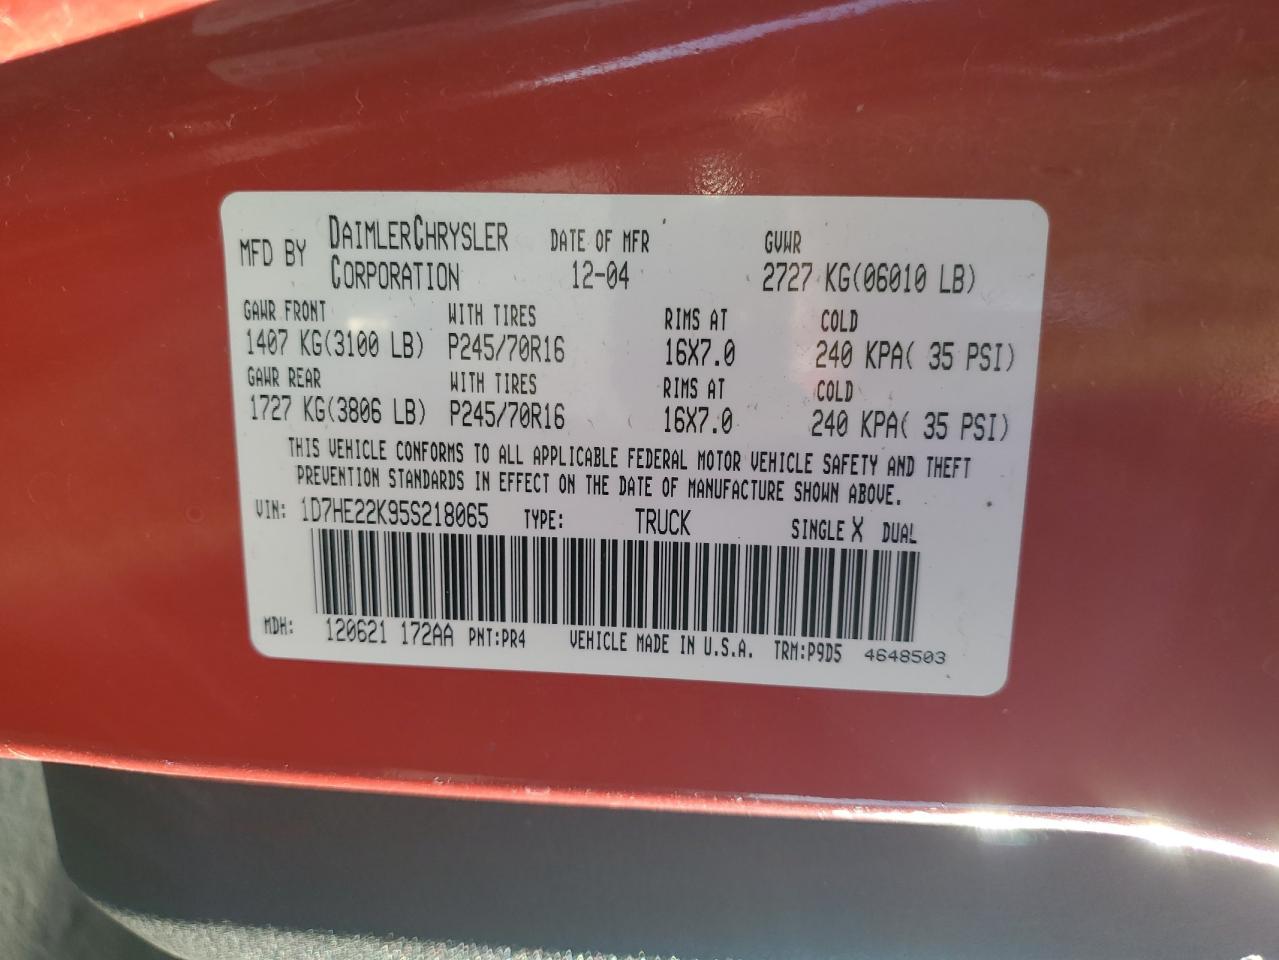 MFD BY DAIMLERCHRYSLER CORPORATION DATE OF MFR 12-04 GVWR 2727 KG(06010 LB)
GAWR FRONT WITH TIRES RIMS AT COLD
1407 KG(3100 LB) P245/70R16 16X7.0 240 KPA( 35 PSI)
GAWR REAR WITH TIRES RIMS AT COLD
1727 KG(3806 LB) P245/70R16 16X7.0 240 KPA( 35 PSI)
THIS VEHICLE CONFORMS TO ALL APPLICABLE FEDERAL MOTOR VEHICLE SAFETY AND THEFT
PREVENTION STANDARDS IN EFFECT ON THE DATE OF MANUFACTURE SHOWN ABOVE.
VIN: 1D7HE22K95S218065 TYPE: TRUCK SINGLE X DUAL
MDH: 120621 172AA PNT:PR4 VEHICLE MADE IN U.S.A. TRM:P9D5 4648503